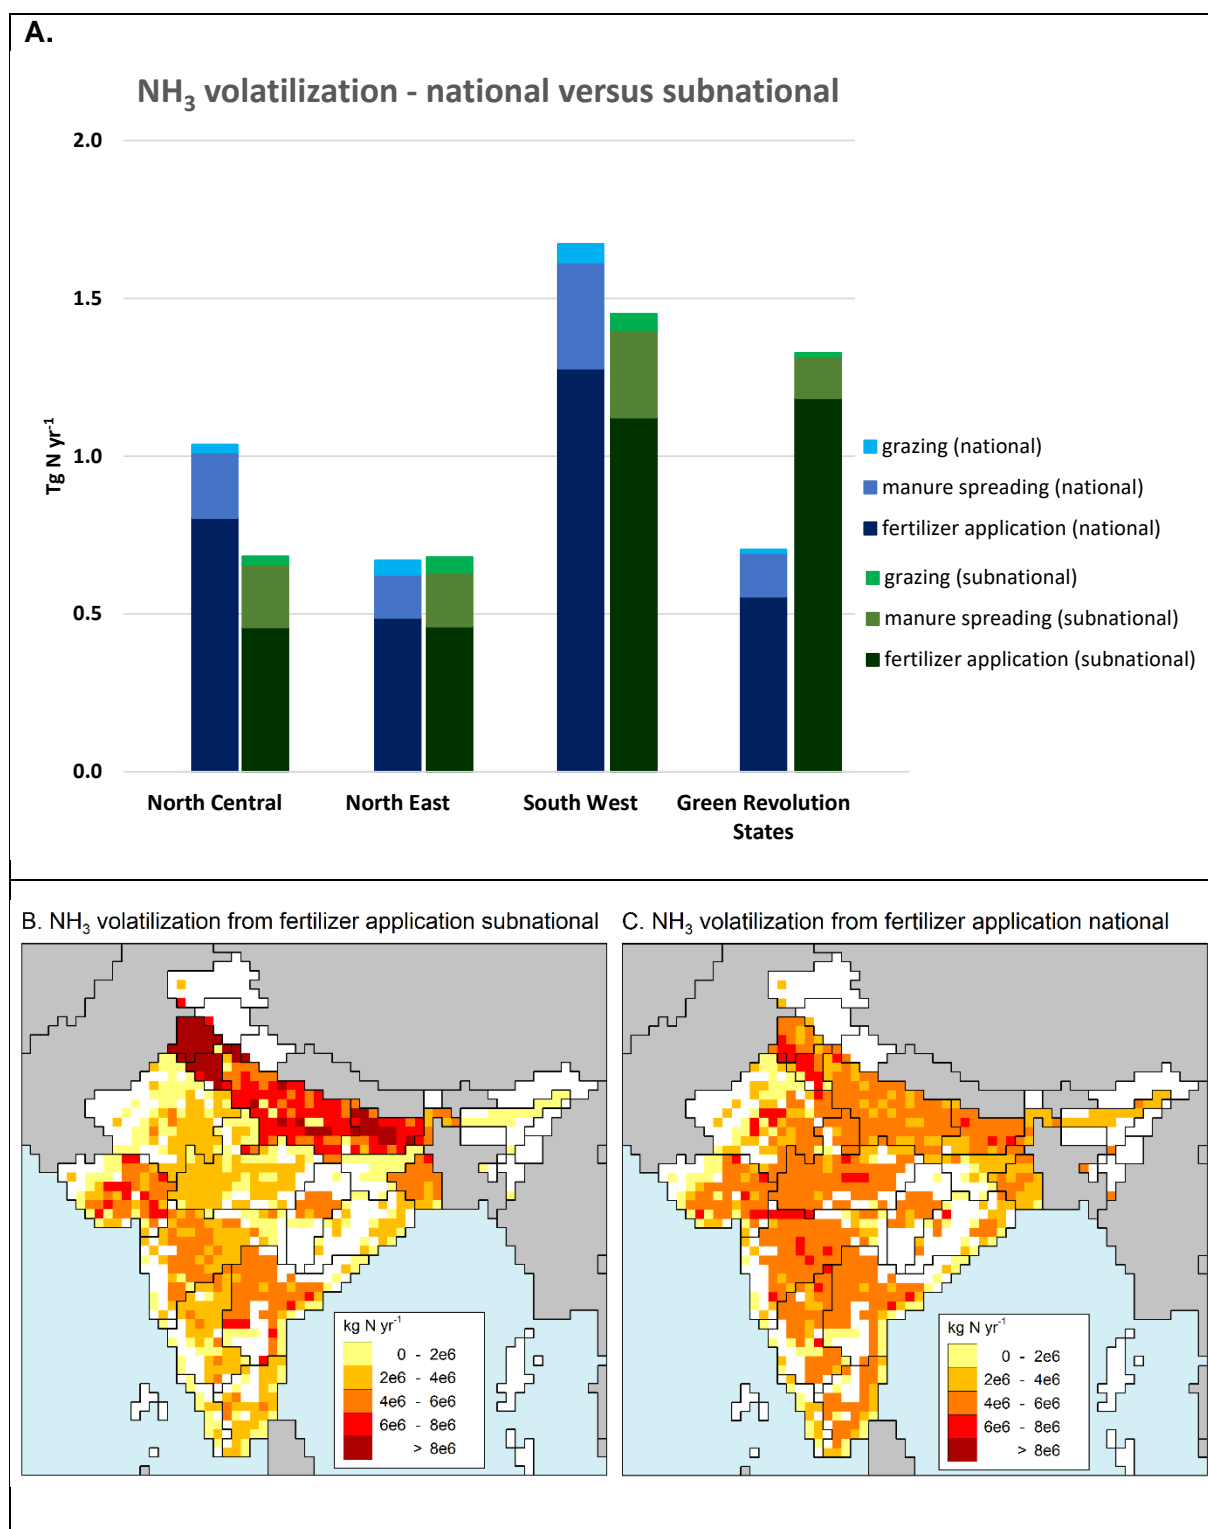 A.
NH₃ volatilization - national versus subnational
2.0
1.5
1.0
0.5
0.0
Tg N yr⁻¹
North Central
North East
South West
Green Revolution
States
grazing (national)
manure spreading (national)
fertilizer application (national)
grazing (subnational)
manure spreading (subnational)
fertilizer application (subnational)
B. NH₃ volatilization from fertilizer application subnational
kg N yr⁻¹
0 - 2e6
2e6 - 4e6
4e6 - 6e6
6e6 - 8e6
> 8e6
C. NH₃ volatilization from fertilizer application national
kg N yr⁻¹
0 - 2e6
2e6 - 4e6
4e6 - 6e6
6e6 - 8e6
> 8e6